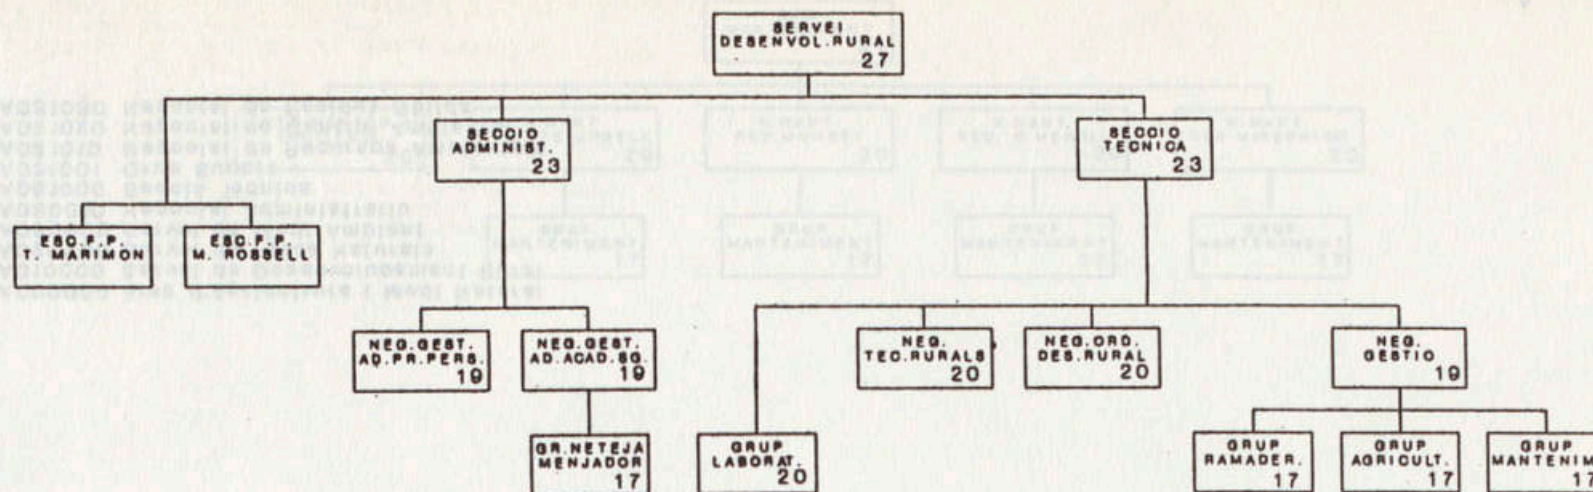 SERVEI
DESENVOL.RURAL
27
SECCIO
ADMINIST.
23
SECCIO
TECNICA
23
ESC.F.P.
T. MARIMON
ESC.F.P.
M. ROSSELL
NEG.GEST.
AD.PR.PERS.
19
NEG.GEST.
AD.ACAD.SG.
19
NEG.
TEC.RURALS
20
NEG.ORD.
DES.RURAL
20
NEG.
GESTIO
19
GR.NETEJA
MENJADOR
17
GRUP
LABORAT.
20
GRUP
RAMADER.
17
GRUP
AGRICULT.
17
GRUP
MANTENIM
17